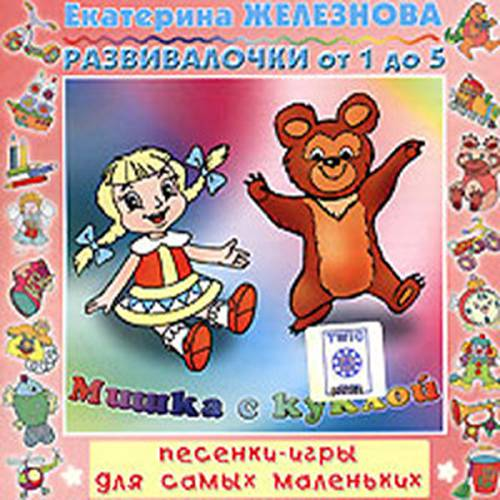 Екатерина ЖЕЛЕЗНОВА
РАЗВИВАЛОЧКИ от 1 до 5
Мишка с куклой
песенки-игры
для самых маленьких